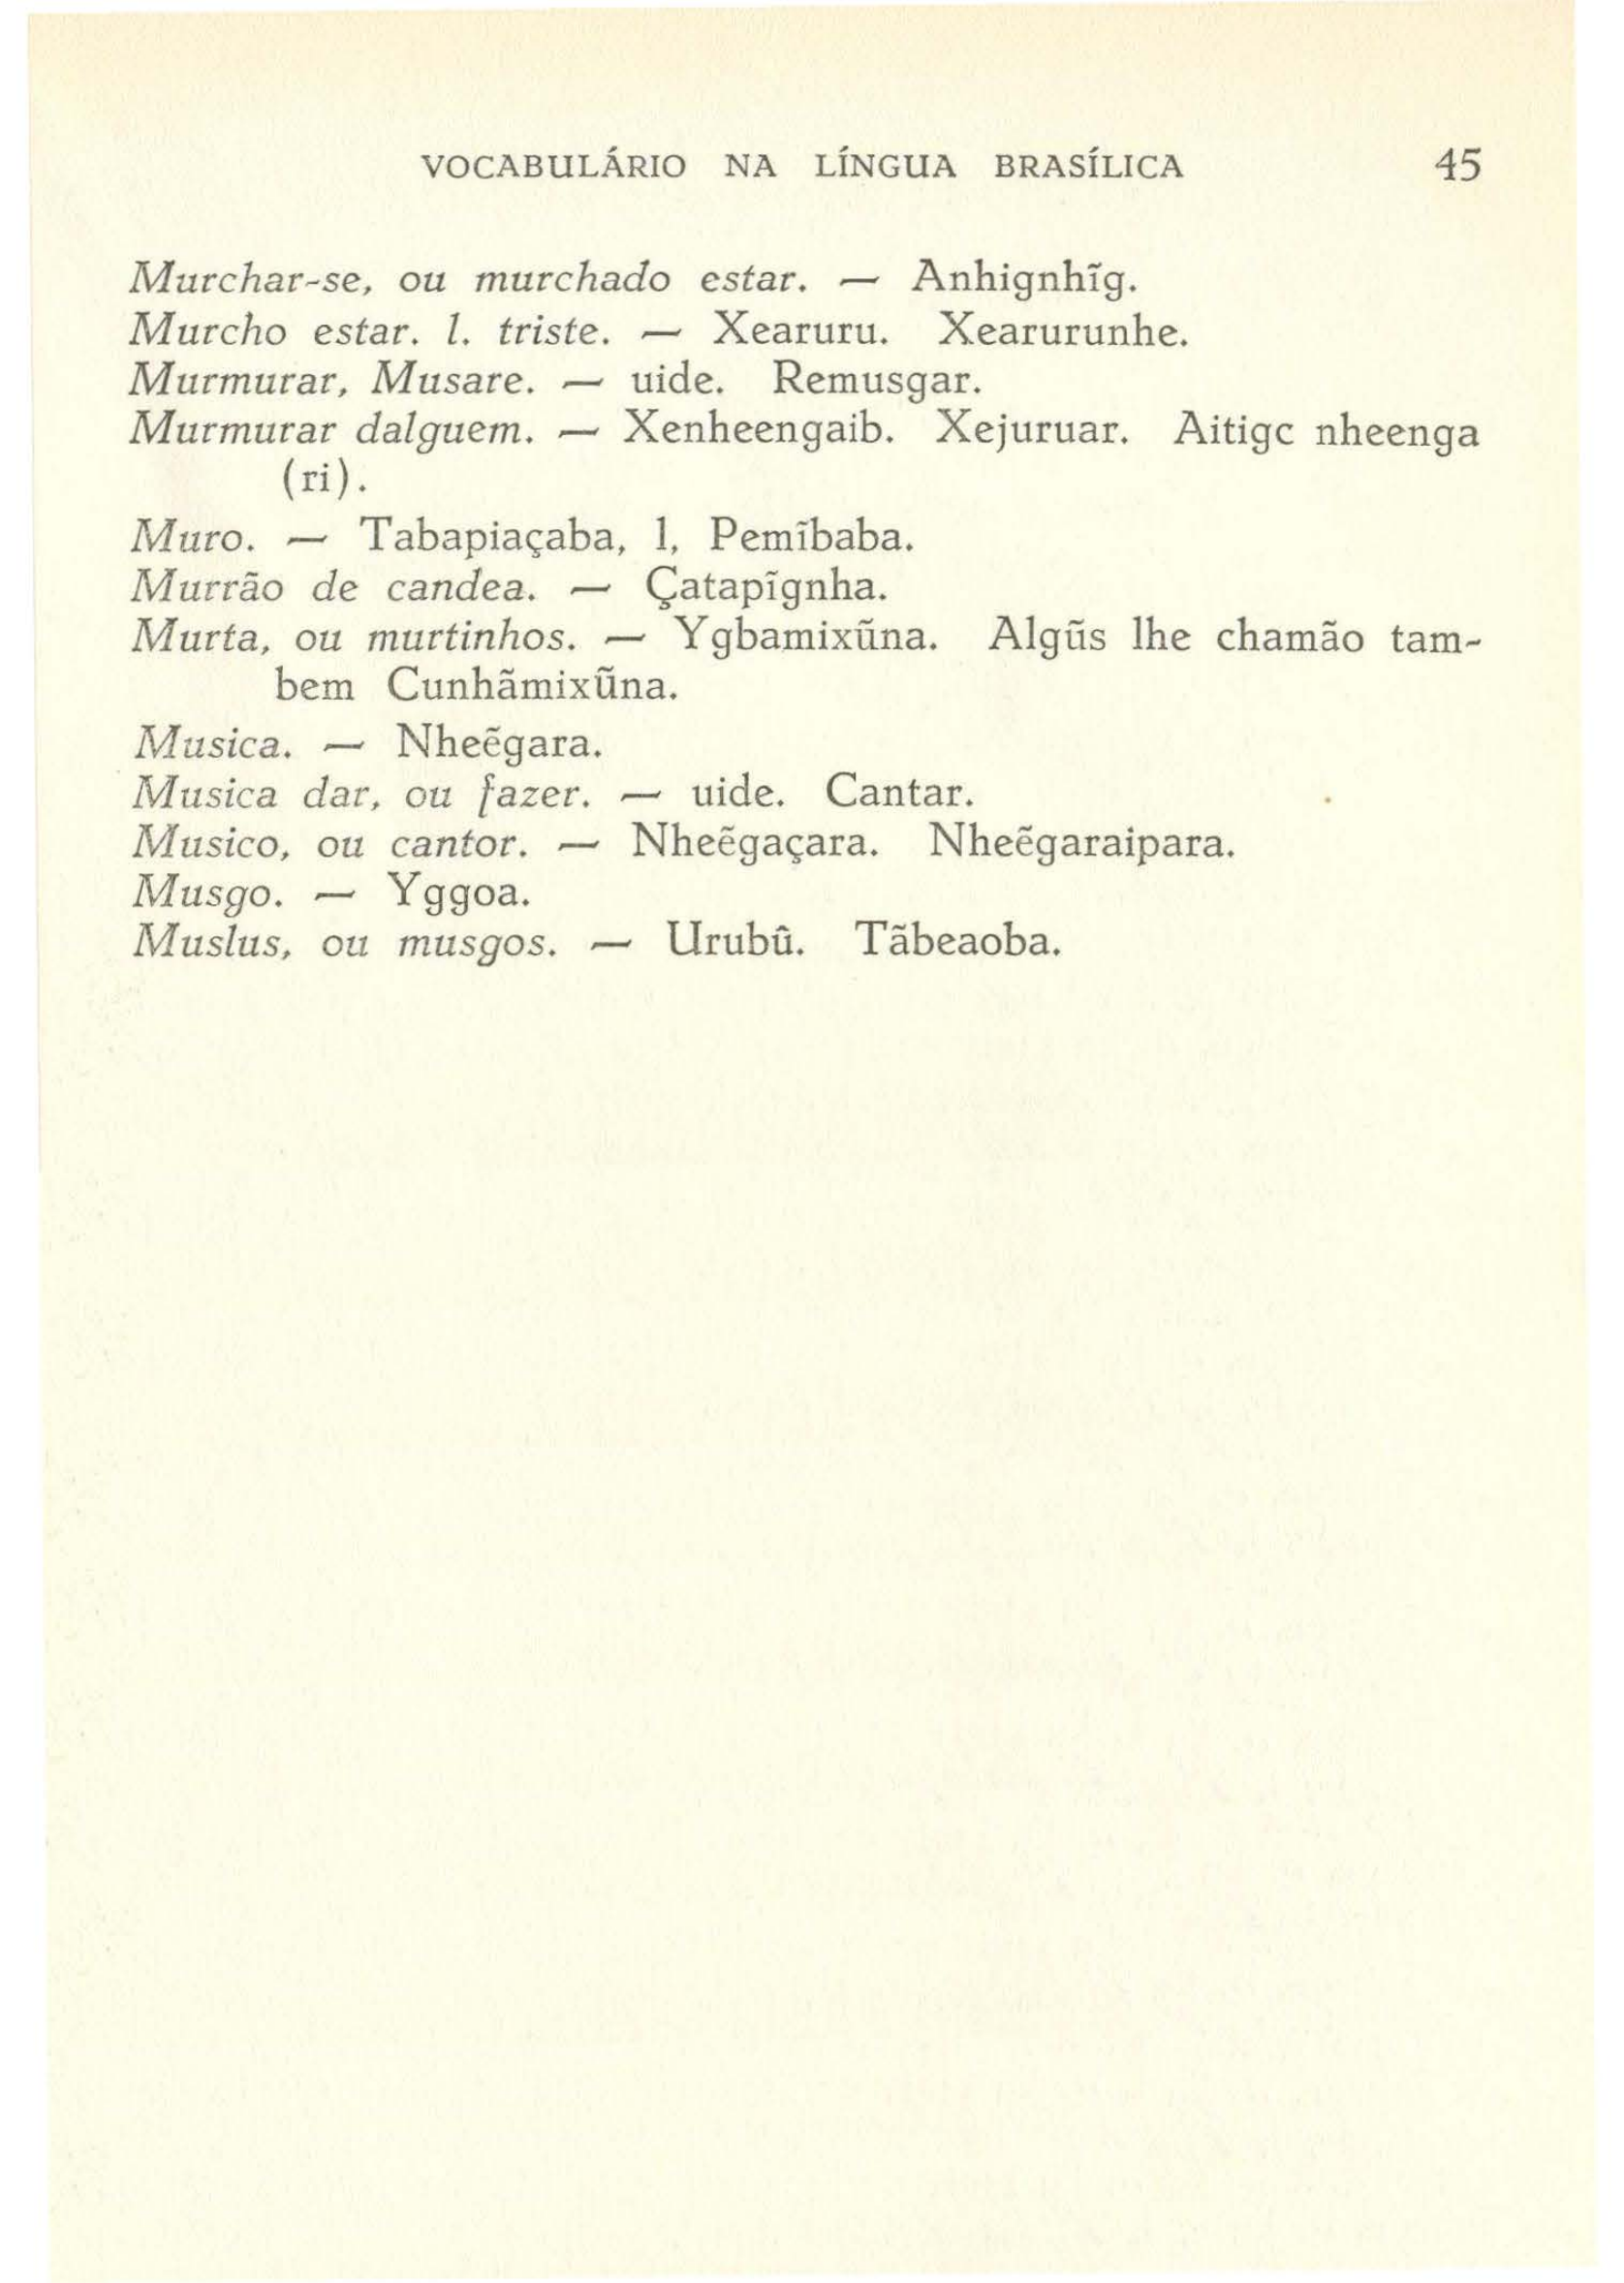 VOCABULÁRIO NA LÍNGUA BRASÍLICA 45
Murchar-se, ou murchado estar. — Anhignhĩg.
Murcho estar. l. triste. — Xearuru. Xearurunhe.
Murmurar, Musare. — uide. Remusgar.
Murmurar dalguem. — Xenheengaib. Xejuruar. Aitigc nheenga
(ri).
Muro. — Tabapiaçaba, l, Pemĩbaba.
Murrão de candea. — Çatapĩgnha.
Murta, ou murtinhos. — Ygbamixũna. Algũs lhe chamão tam-
bem Cunhãmixũna.
Musica. — Nheẽgara.
Musica dar, ou fazer. — uide. Cantar.
Musico, ou cantor. — Nheẽgaçara. Nheẽgaraipara.
Musgo. — Yggoa.
Muslus, ou musgos. — Urubû. Tãbeaoba.